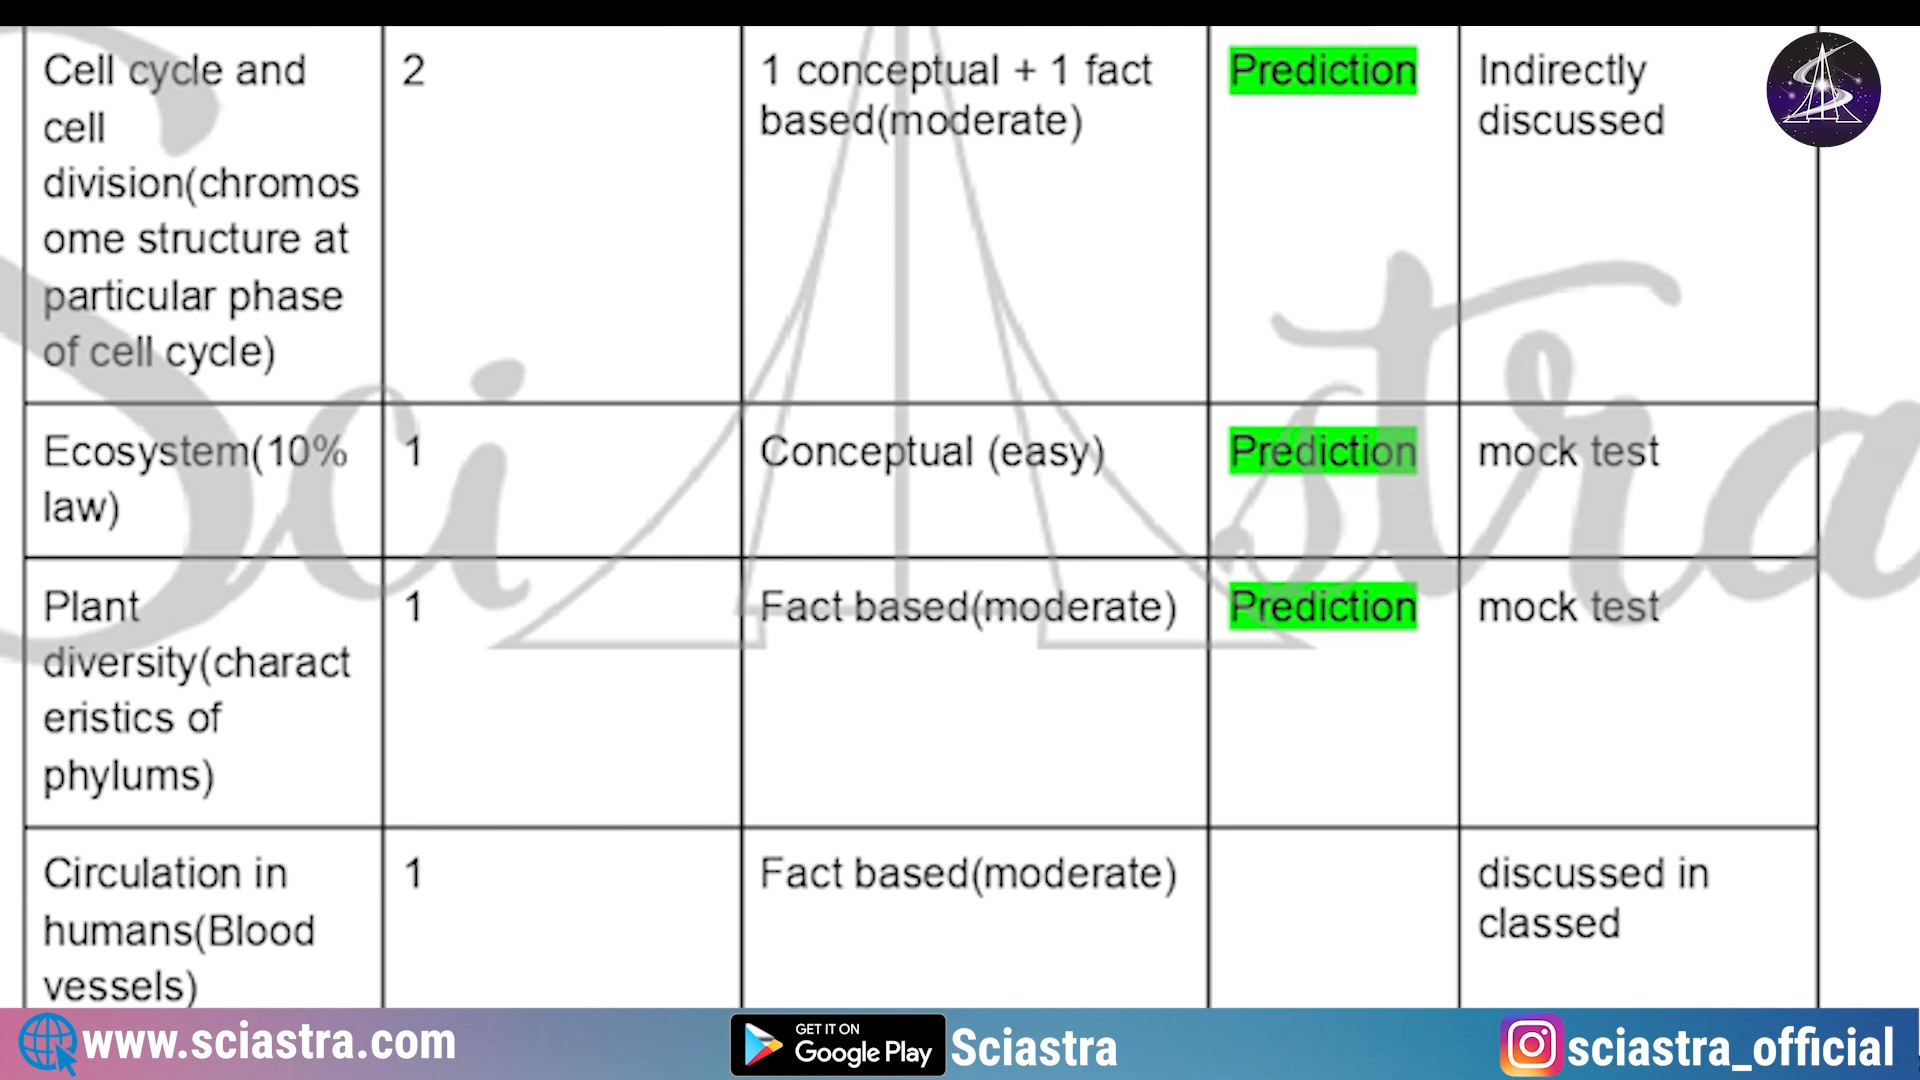 Cell cycle and
cell
division(chromos
ome structure at
particular phase
of cell cycle)
2
1 conceptual + 1 fact
based(moderate)
Prediction
Indirectly
discussed
Ecosystem(10%
law)
1
Conceptual (easy)
Prediction
mock test
Plant
diversity(charact
eristics of
phylums)
1
Fact based(moderate)
Prediction
mock test
Circulation in
humans(Blood
vessels)
1
Fact based(moderate)
discussed in
classed
Sci Astra
www.sciastra.com
GET IT ON
Google Play
Sciastra
sciastra_official